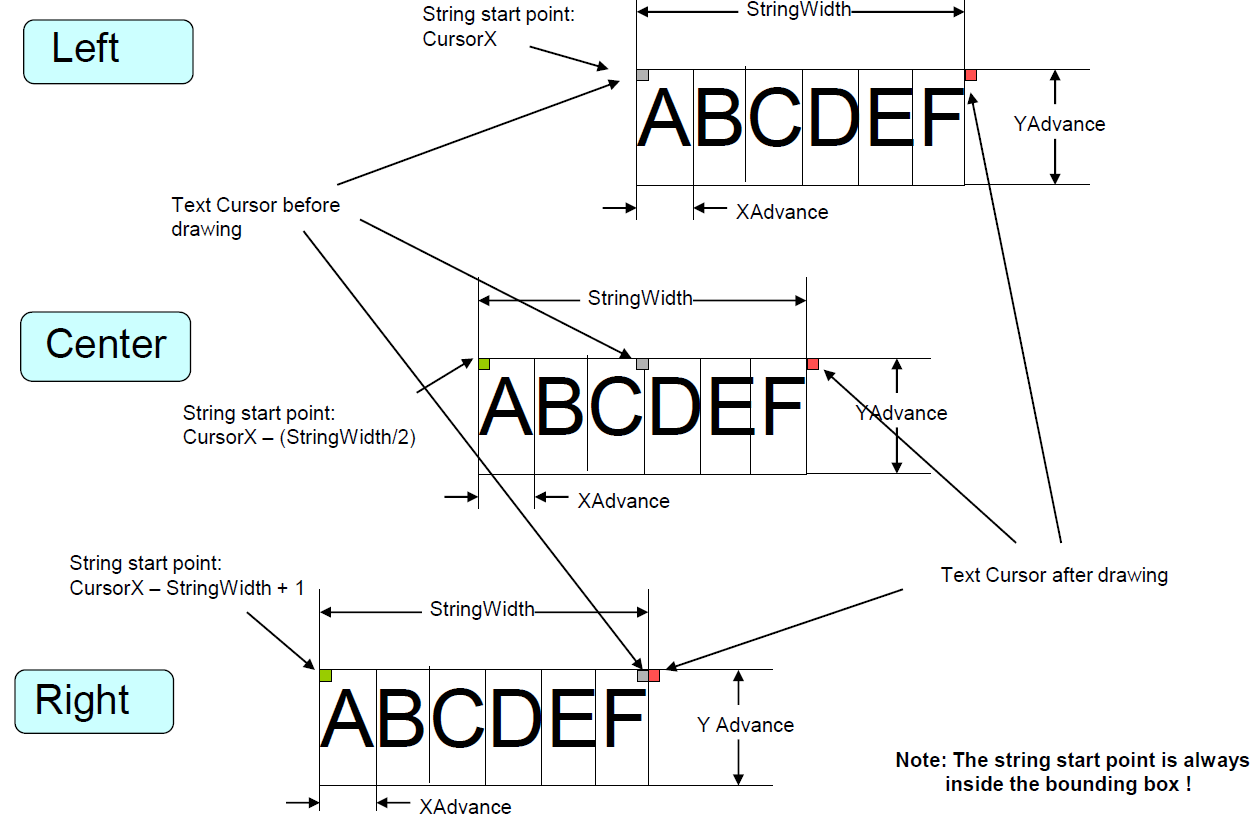 String start point:
CursorX
StringWidth
Left
ABCDEF
YAdvance
Text Cursor before
drawing
XAdvance
StringWidth
Center
ABCDEF
YAdvance
String start point:
CursorX – (StringWidth/2)
XAdvance
String start point:
CursorX – StringWidth + 1
Text Cursor after drawing
StringWidth
Right
ABCDEF
Y Advance
Note: The string start point is always
inside the bounding box !
XAdvance